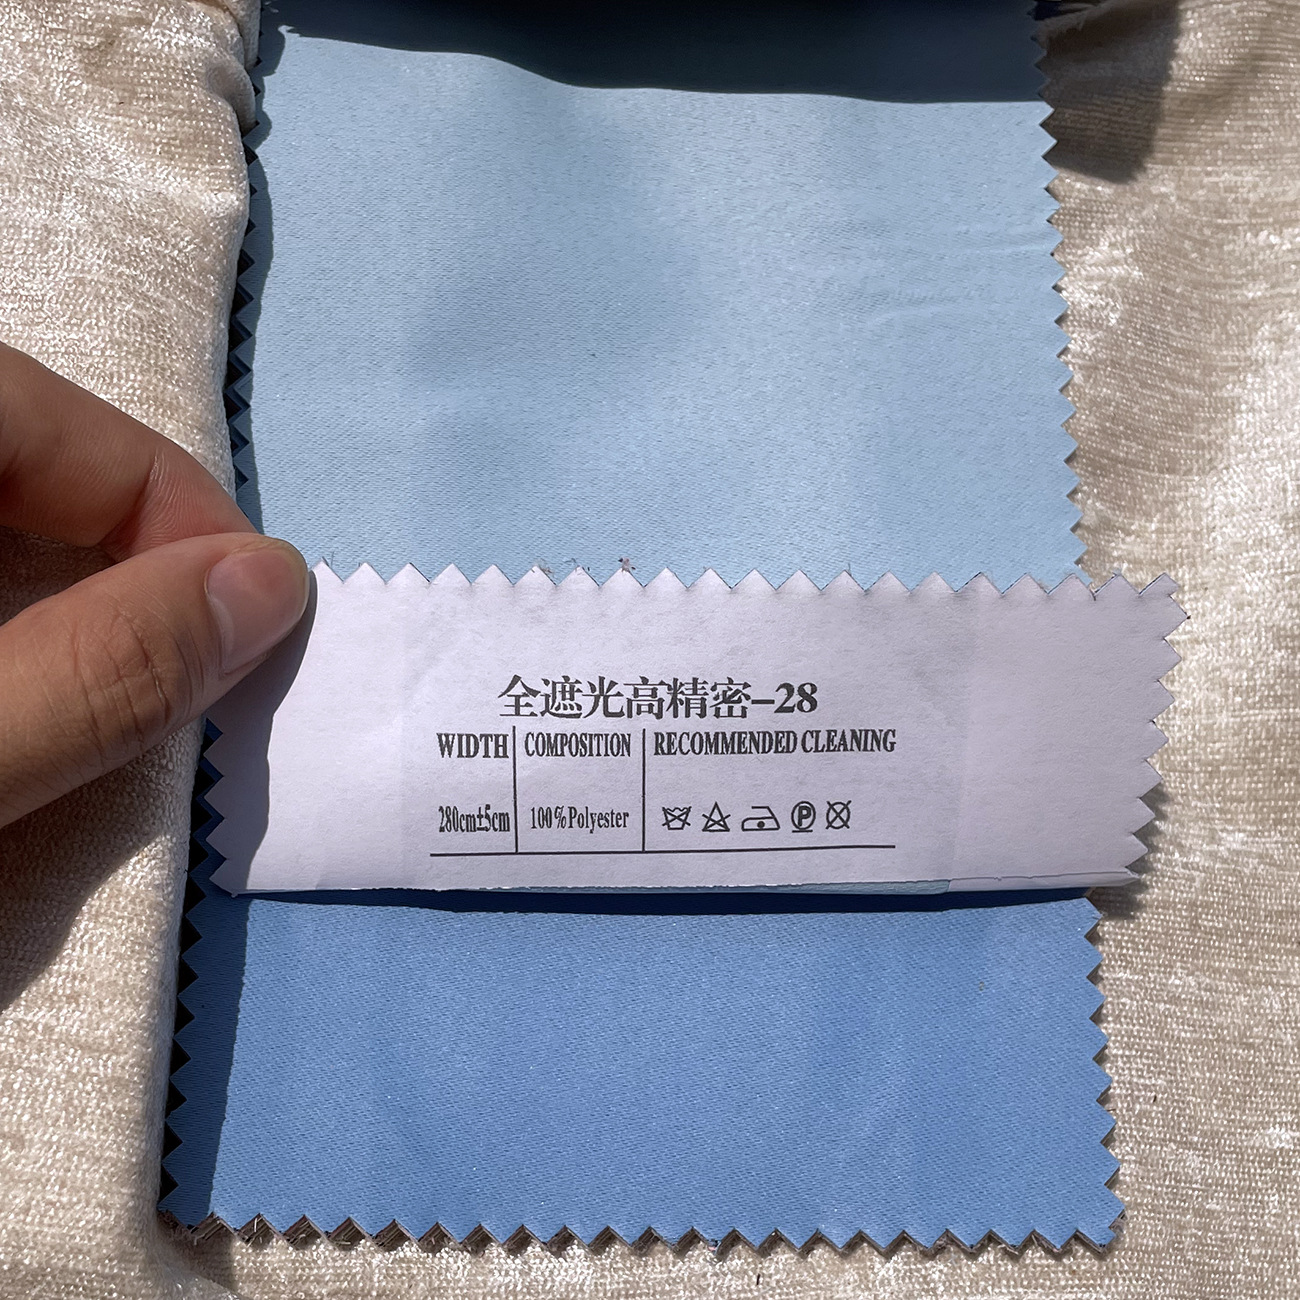 全遮光高精密-28
WIDTH COMPOSITION RECOMMENDED CLEANING
280cm±5cm 100%Polyester P